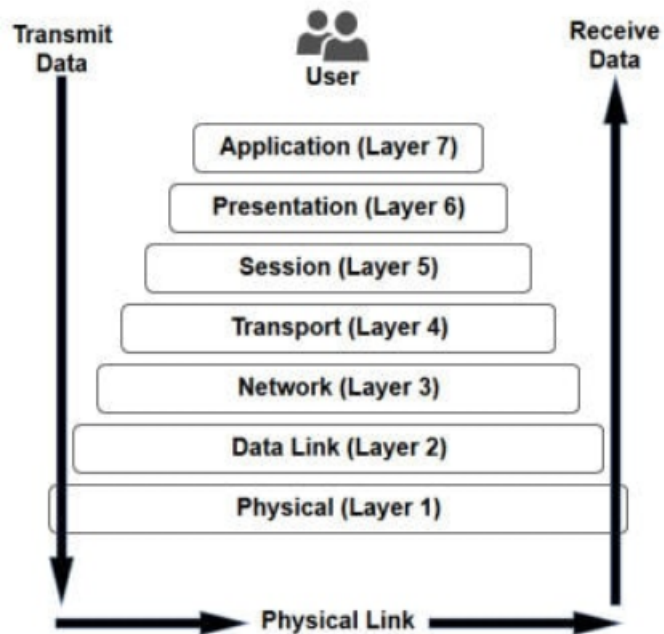 Transmit
Data
User
Receive
Data
Application (Layer 7)
Presentation (Layer 6)
Session (Layer 5)
Transport (Layer 4)
Network (Layer 3)
Data Link (Layer 2)
Physical (Layer 1)
Physical Link